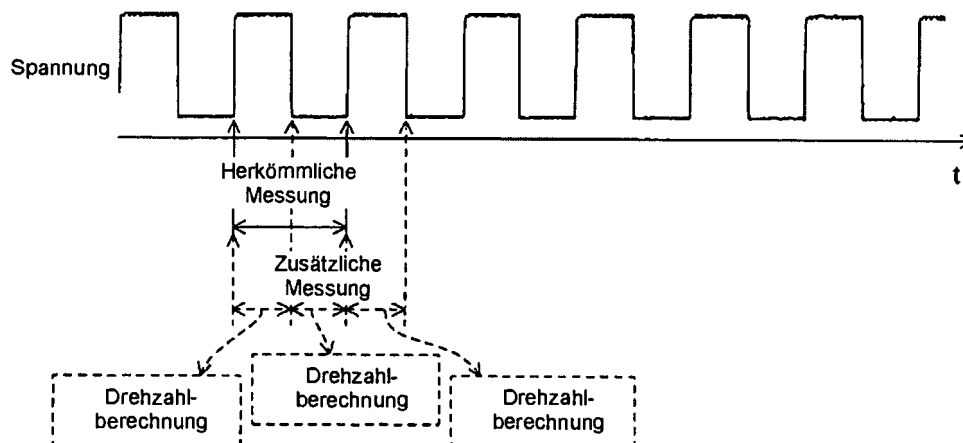 Spannung
t
Herkömmliche
Messung
Zusätzliche
Messung
Drehzahl-
berechnung
Drehzahl-
berechnung
Drehzahl-
berechnung